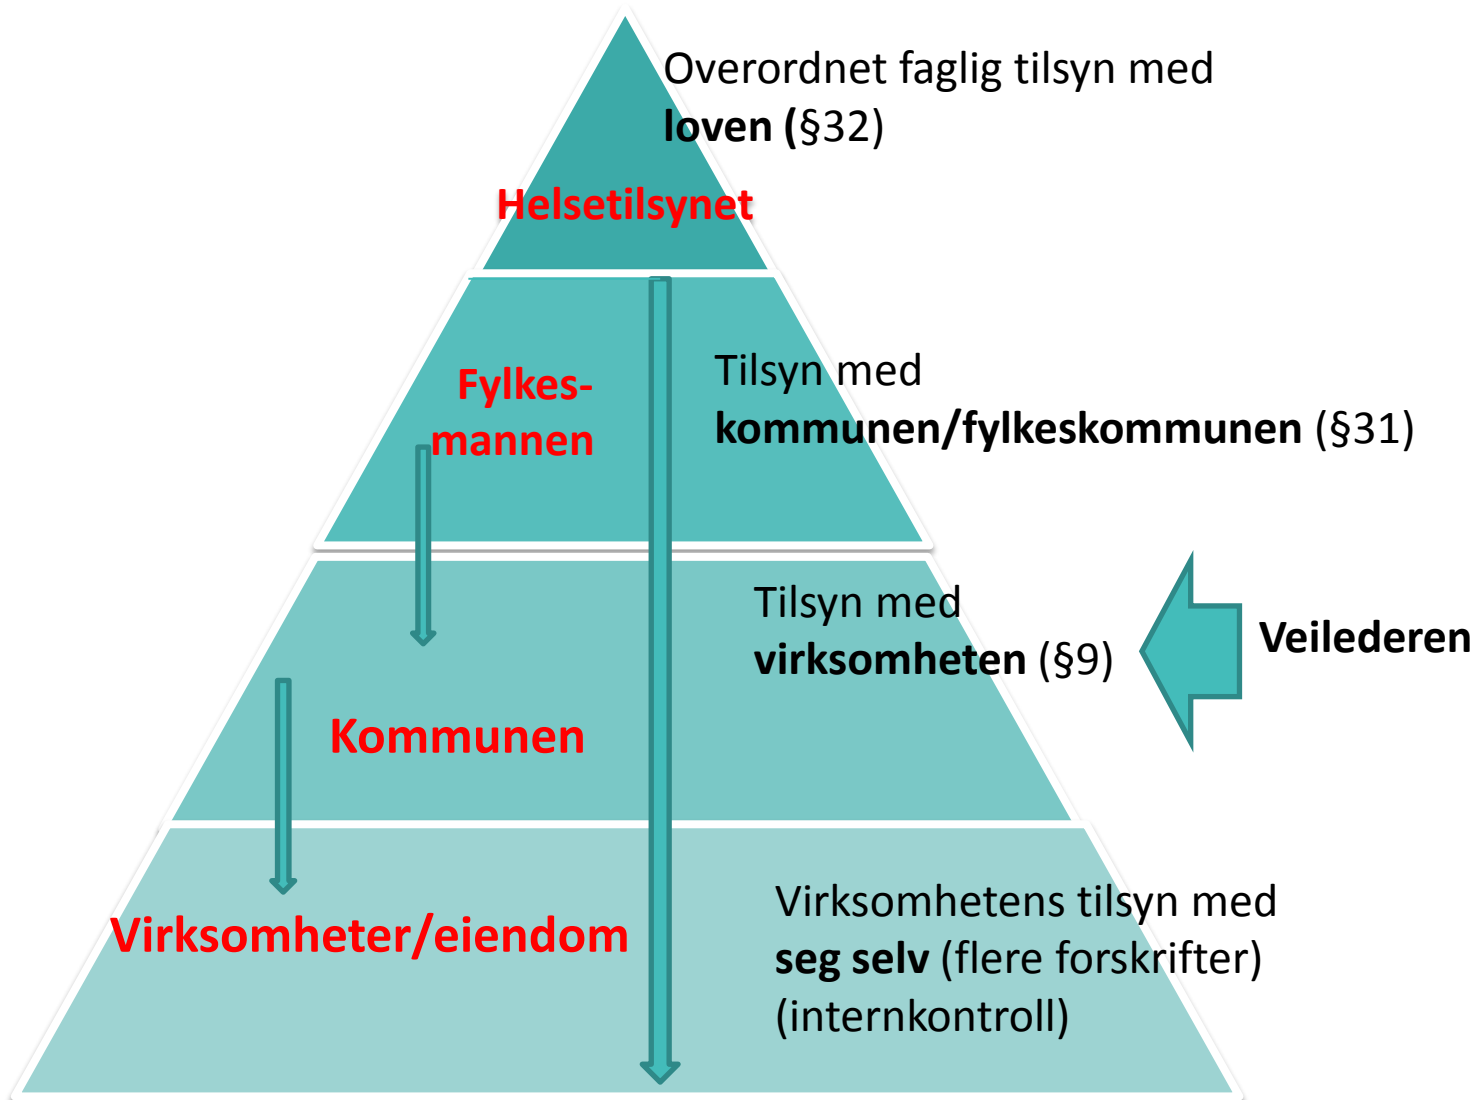 Overordnet faglig tilsyn med
loven (§32)
Helsetilsynet
Fylkes-
mannen
Tilsyn med
kommunen/fylkeskommunen (§31)
Tilsyn med
virksomheten (§9)
Veilederen
Kommunen
Virksomheter/eiendom
Virksomhetens tilsyn med
seg selv (flere forskrifter)
(internkontroll)